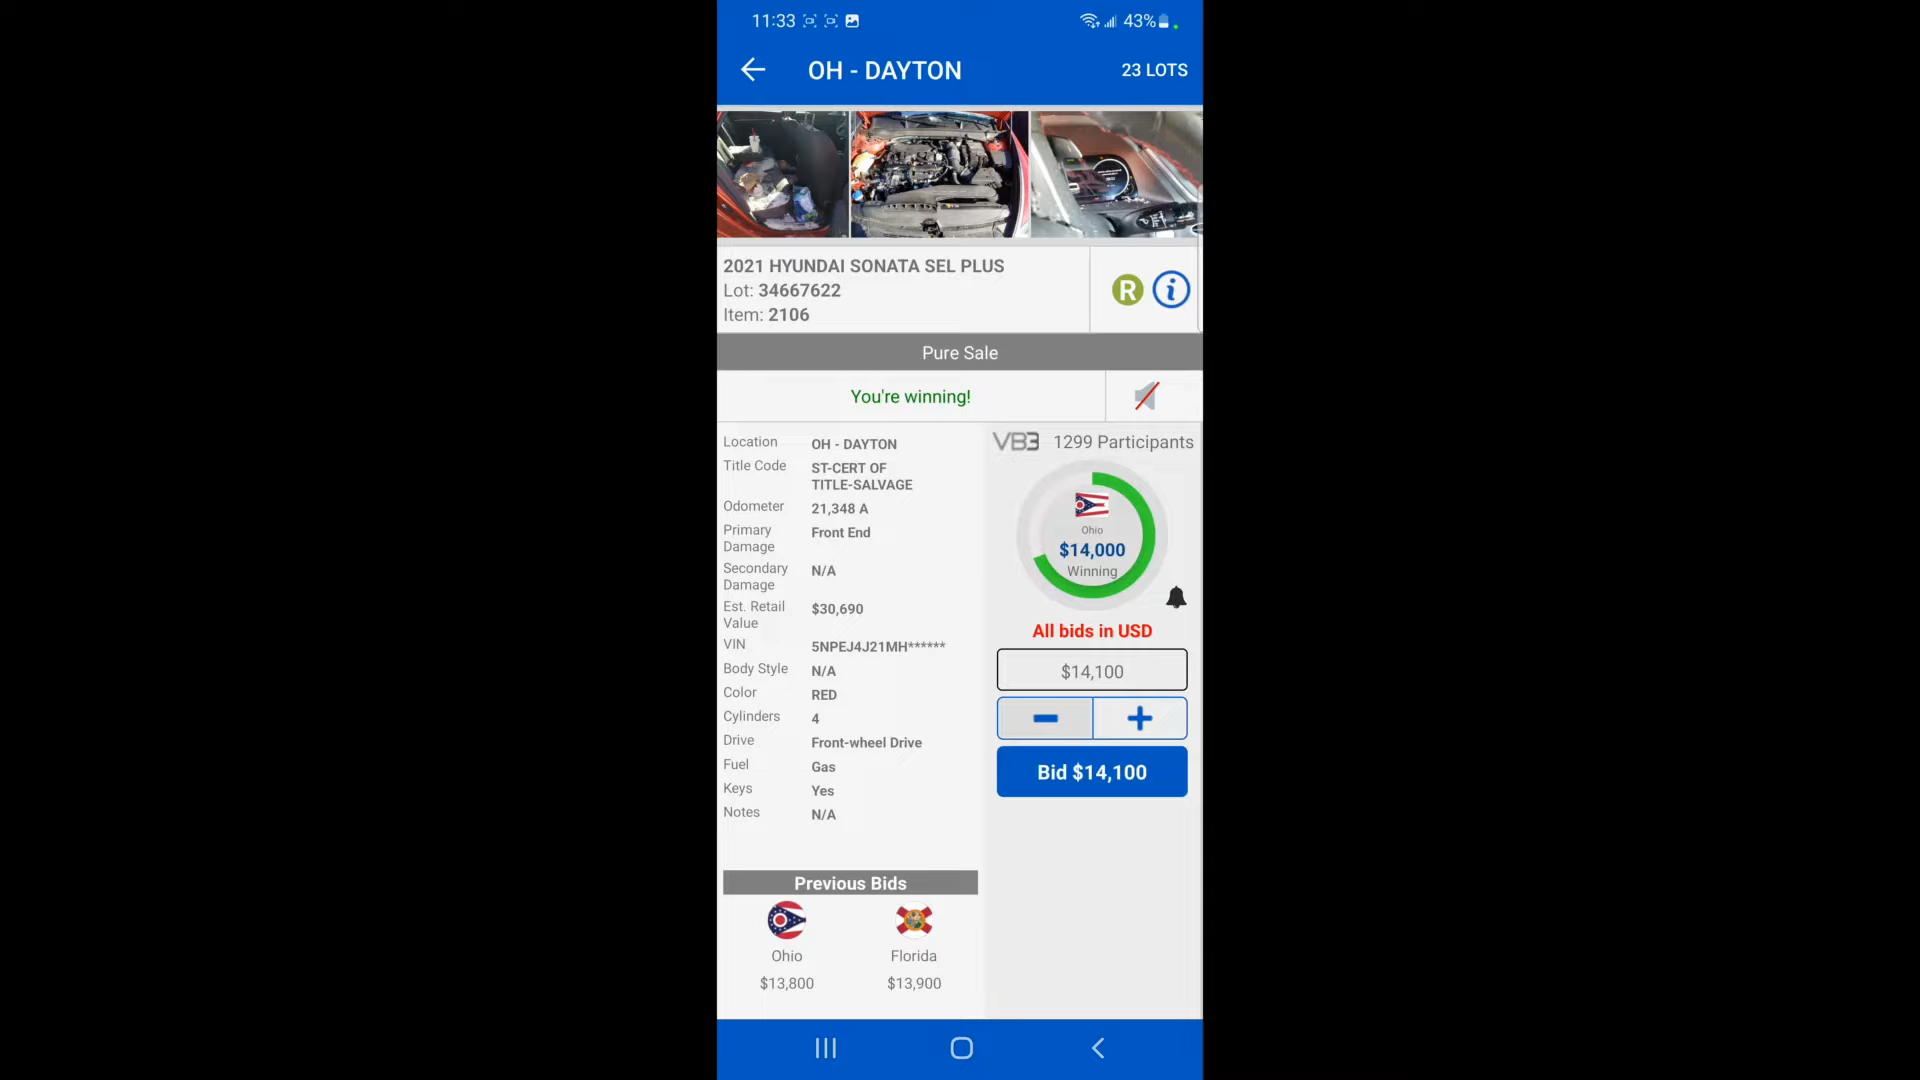 11:33
43%
OH - DAYTON
23 LOTS
2021 HYUNDAI SONATA SEL PLUS
Lot: 34667622
Item: 2106
R
i
Pure Sale
You're winning!
Location OH - DAYTON
Title Code ST-CERT OF
TITLE-SALVAGE
Odometer 21,348 A
Primary
Damage
Front End
Secondary
Damage
N/A
Est. Retail
Value
$30,690
VIN 5NPEJ4J21MH******
Body Style N/A
Color RED
Cylinders 4
Drive Front-wheel Drive
Fuel Gas
Keys Yes
Notes N/A
VB3 1299 Participants
Ohio
$14,000
Winning
All bids in USD
$14,100
Bid $14,100
Previous Bids
Ohio
$13,800
Florida
$13,900